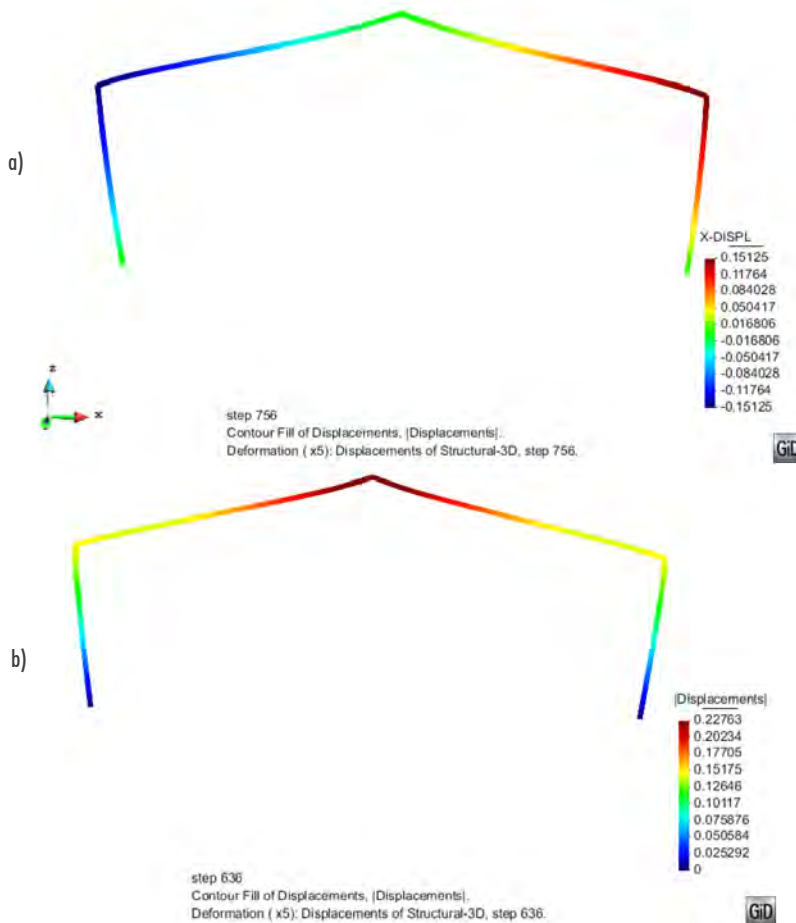 a)
X-DISPL
0.15125
0.11764
0.084028
0.050417
0.016806
-0.016806
-0.050417
-0.084028
-0.11764
-0.15125
z
x
step 756
Contour Fill of Displacements, |Displacements|.
Deformation ( x5): Displacements of Structural-3D, step 756.
GiD
b)
|Displacements|
0.22763
0.20234
0.17705
0.15175
0.12646
0.10117
0.075876
0.050584
0.025292
0
step 636
Contour Fill of Displacements, |Displacements|.
Deformation ( x5): Displacements of Structural-3D, step 636.
GiD